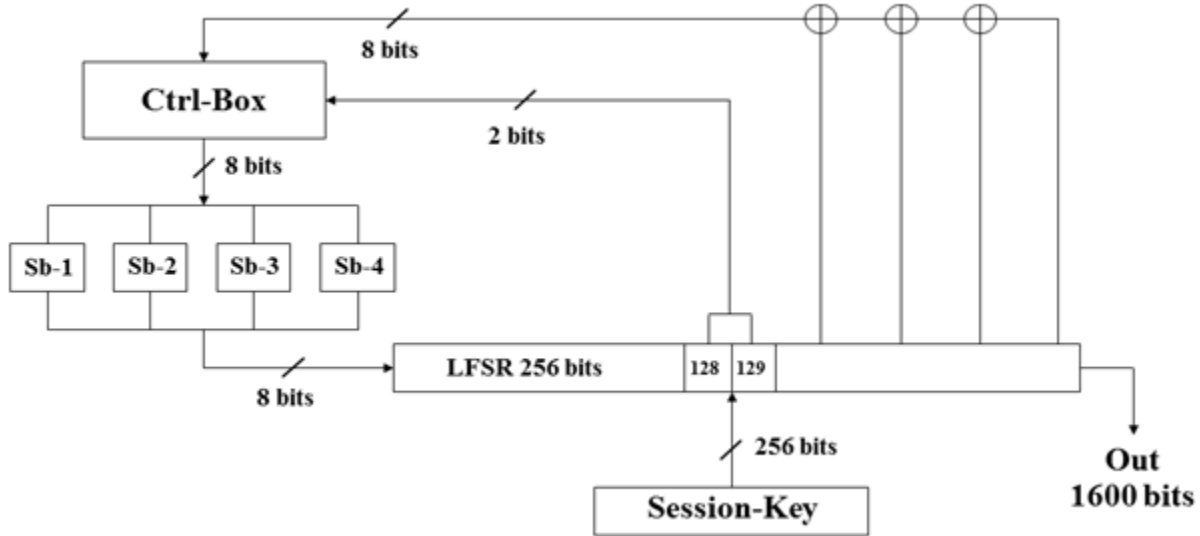 8 bits
Ctrl-Box
2 bits
8 bits
Sb-1 Sb-2 Sb-3 Sb-4
LFSR 256 bits 128 129
8 bits
256 bits
Out
1600 bits
Session-Key